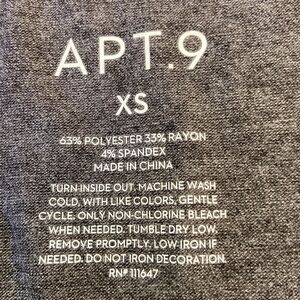 APT.9
XS
63% POLYESTER 33% RAYON
4% SPANDEX
MADE IN CHINA
TURN INSIDE OUT. MACHINE WASH
COLD, WITH LIKE COLORS, GENTLE
CYCLE. ONLY NON-CHLORINE BLEACH
WHEN NEEDED. TUMBLE DRY LOW.
REMOVE PROMPTLY. LOW IRON IF
NEEDED. DO NOT IRON DECORATION.
RN# 111647